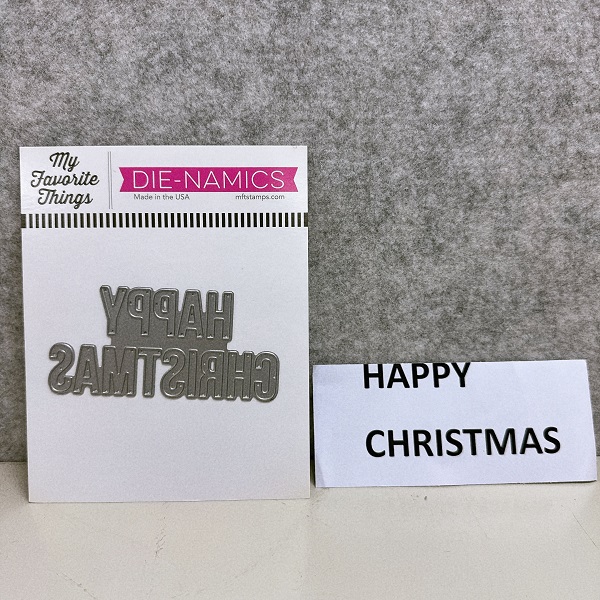 My
Favorite
Things
DIE-NAMICS
Made in the USA
mftstamps.com
HAPPY
CHRISTMAS
HAPPY
CHRISTMAS